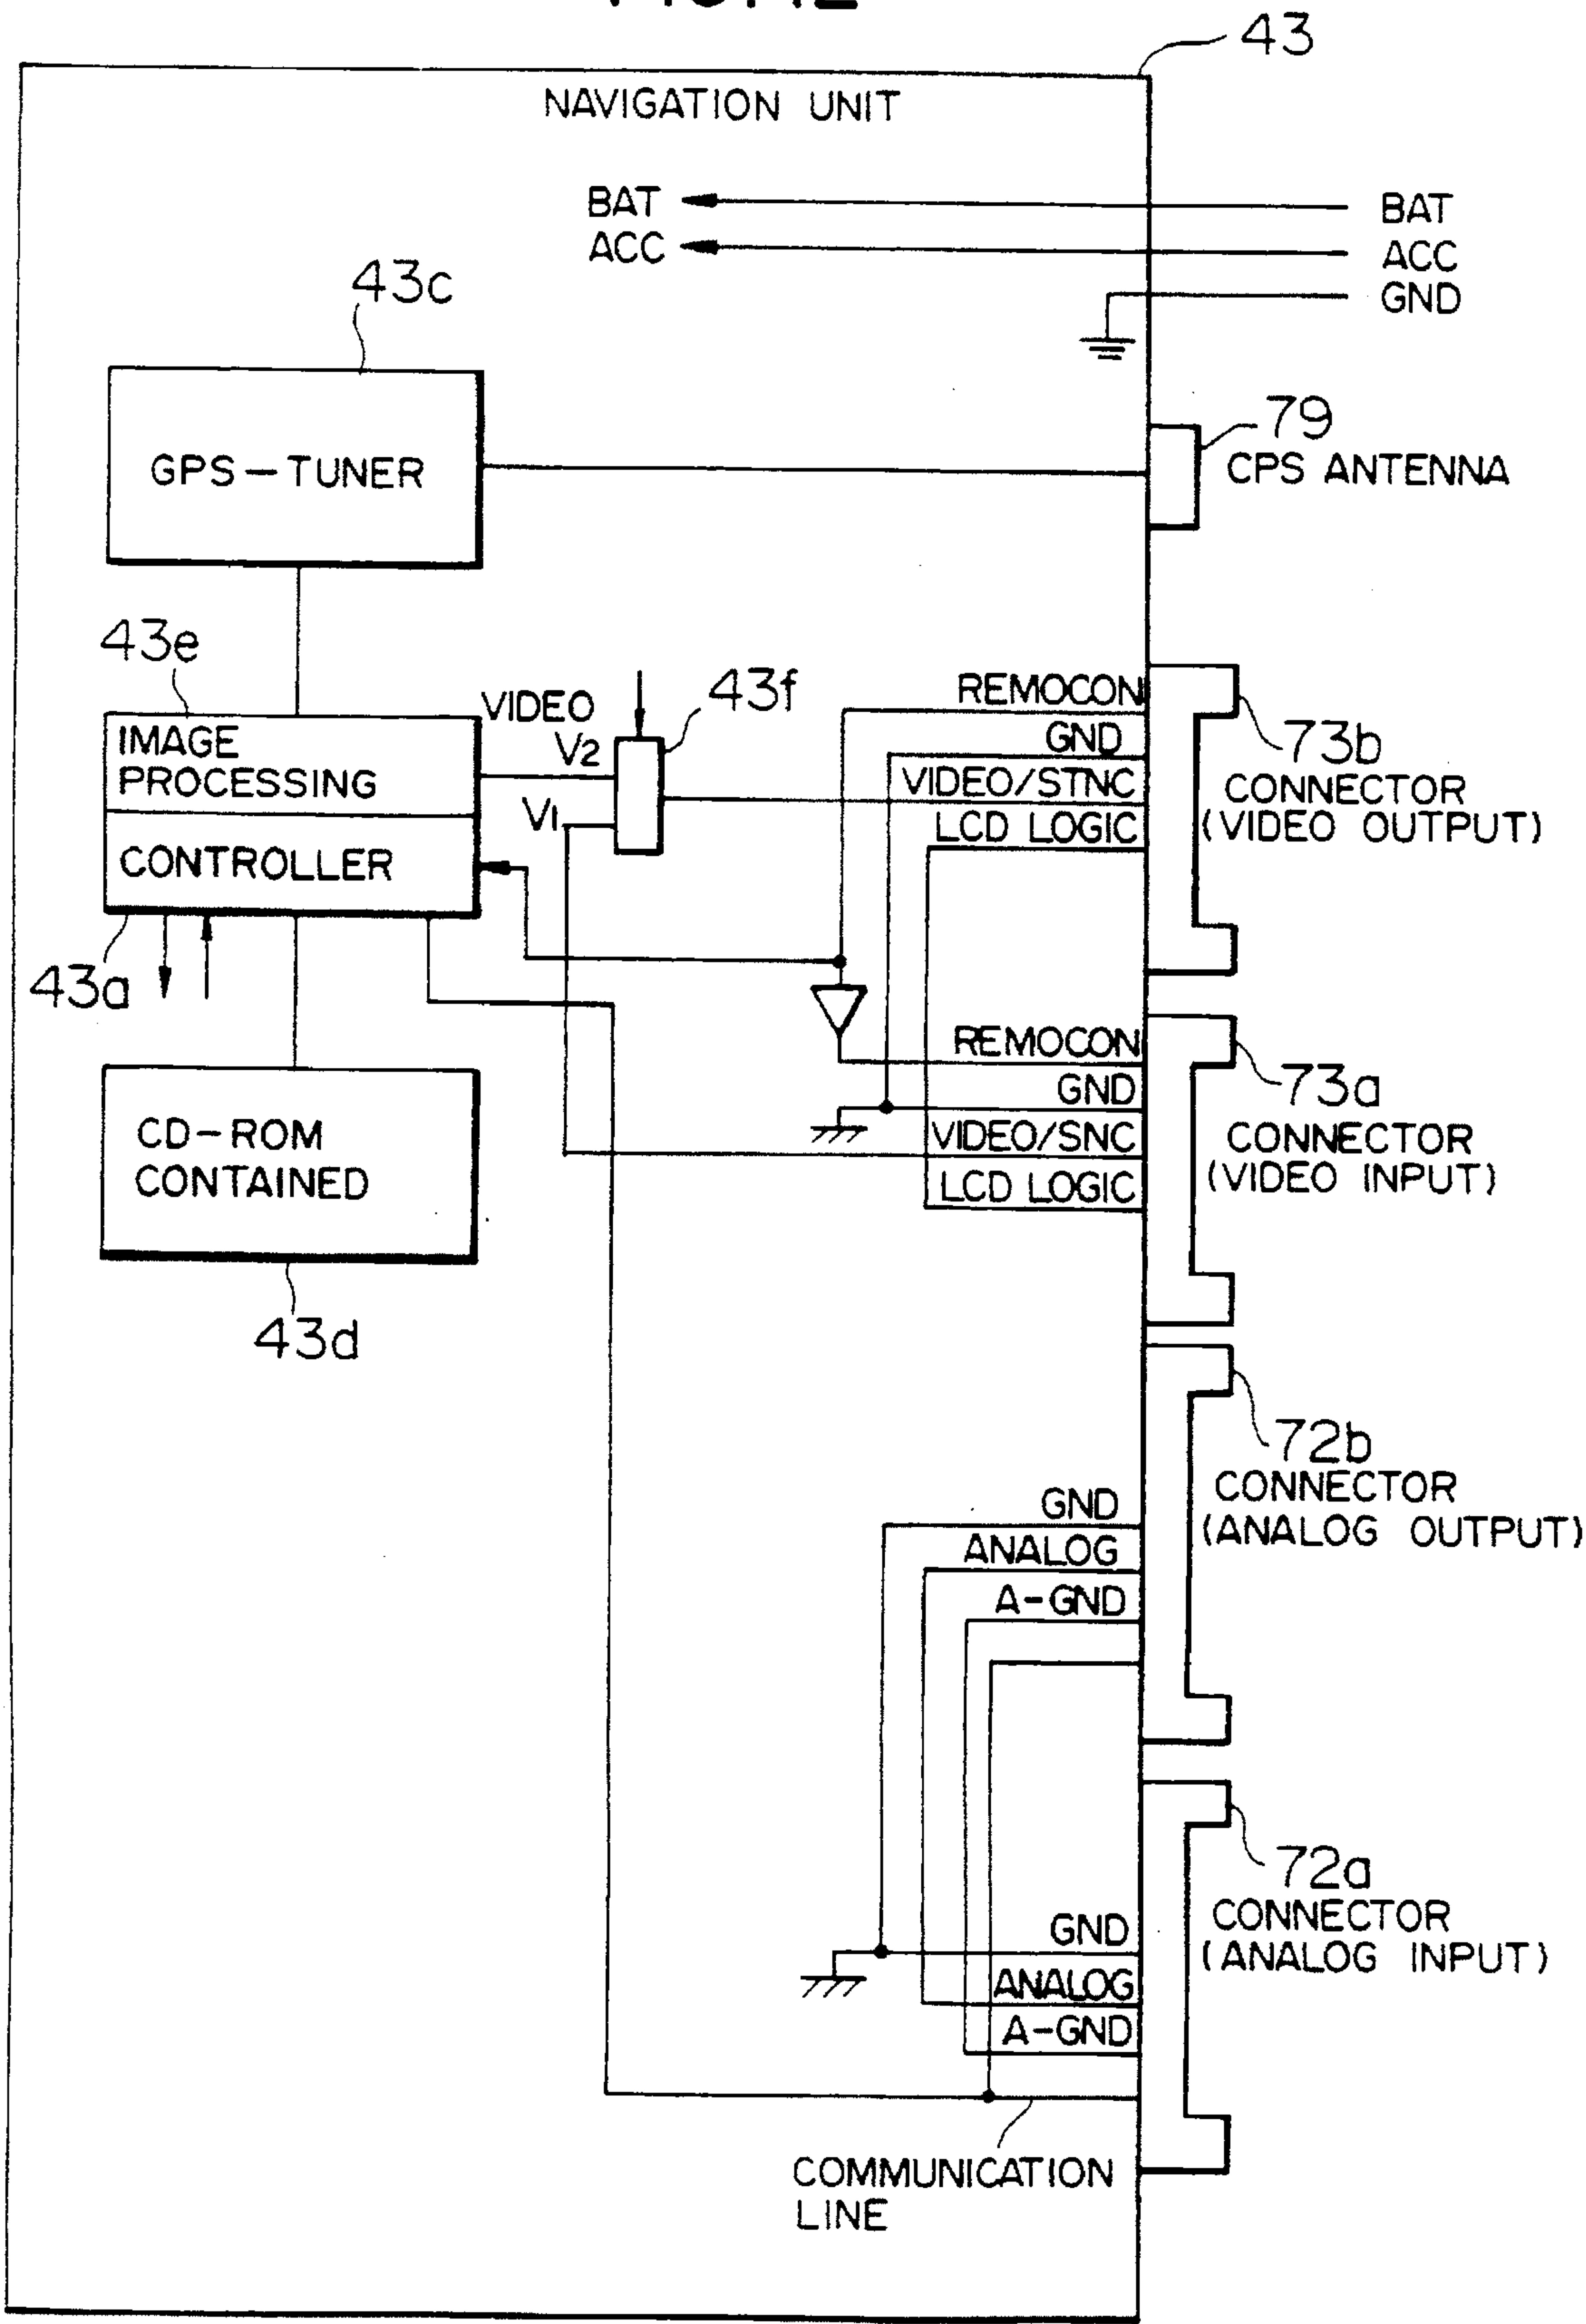 43
NAVIGATION UNIT
BAT
BAT
ACC
ACC
GND
43c
GPS-TUNER
79
CPS ANTENNA
43e
IMAGE
PROCESSING
CONTROLLER
43a
VIDEO
V2
V1
43f
REMOCON
GND
VIDEO/STNC
LCD LOGIC
73b
CONNECTOR
(VIDEO OUTPUT)
REMOCON
GND
VIDEO/SNC
LCD LOGIC
73a
CONNECTOR
(VIDEO INPUT)
CD-ROM
CONTAINED
43d
72b
CONNECTOR
(ANALOG OUTPUT)
GND
ANALOG
A-GND
72a
CONNECTOR
(ANALOG INPUT)
GND
ANALOG
A-GND
COMMUNICATION
LINE